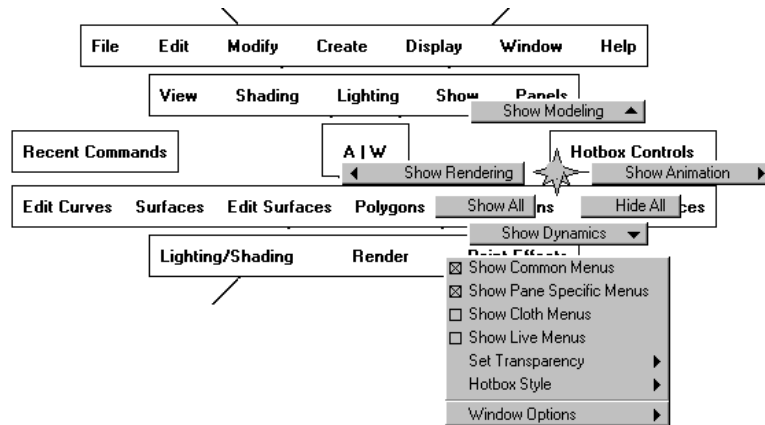 File Edit Modify Create Display Window Help
View Shading Lighting Show Panels
Show Modeling
Recent Commands A | W Hotbox Controls
Show Rendering Show Animation
Edit Curves Surfaces Edit Surfaces Polygons Show All Hide All
Show Dynamics
Lighting/Shading Render Paint Effects
Show Common Menus
Show Pane Specific Menus
Show Cloth Menus
Show Live Menus
Set Transparency
Hotbox Style
Window Options